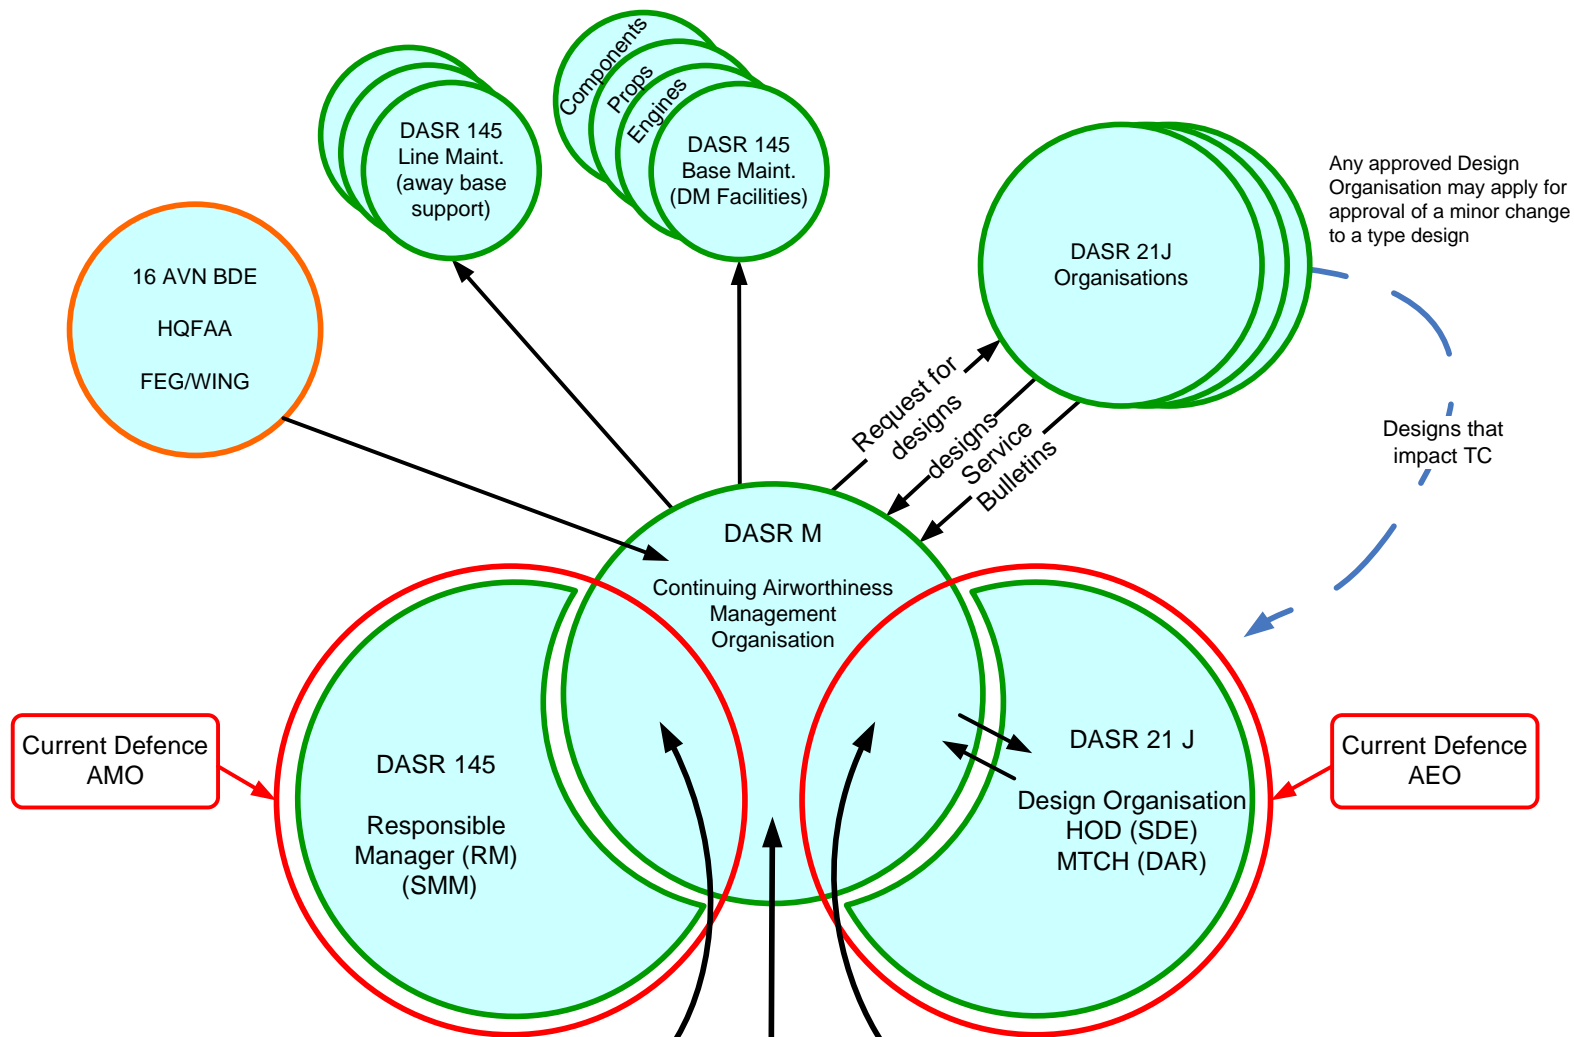 Components
Props
Engines
DASR 145
Line Maint.
(away base
support)
DASR 145
Base Maint.
(DM Facilities)
DASR 21J
Organisations
Any approved Design
Organisation may apply for
approval of a minor change
to a type design
16 AVN BDE
HQFAA
FEG/WING
Request for
designs
designs
Service
Bulletins
Designs that
impact TC
DASR M
Continuing Airworthiness
Management
Organisation
Current Defence
AMO
DASR 145
Responsible
Manager (RM)
(SMM)
DASR 21 J
Design Organisation
HOD (SDE)
MTCH (DAR)
Current Defence
AEO